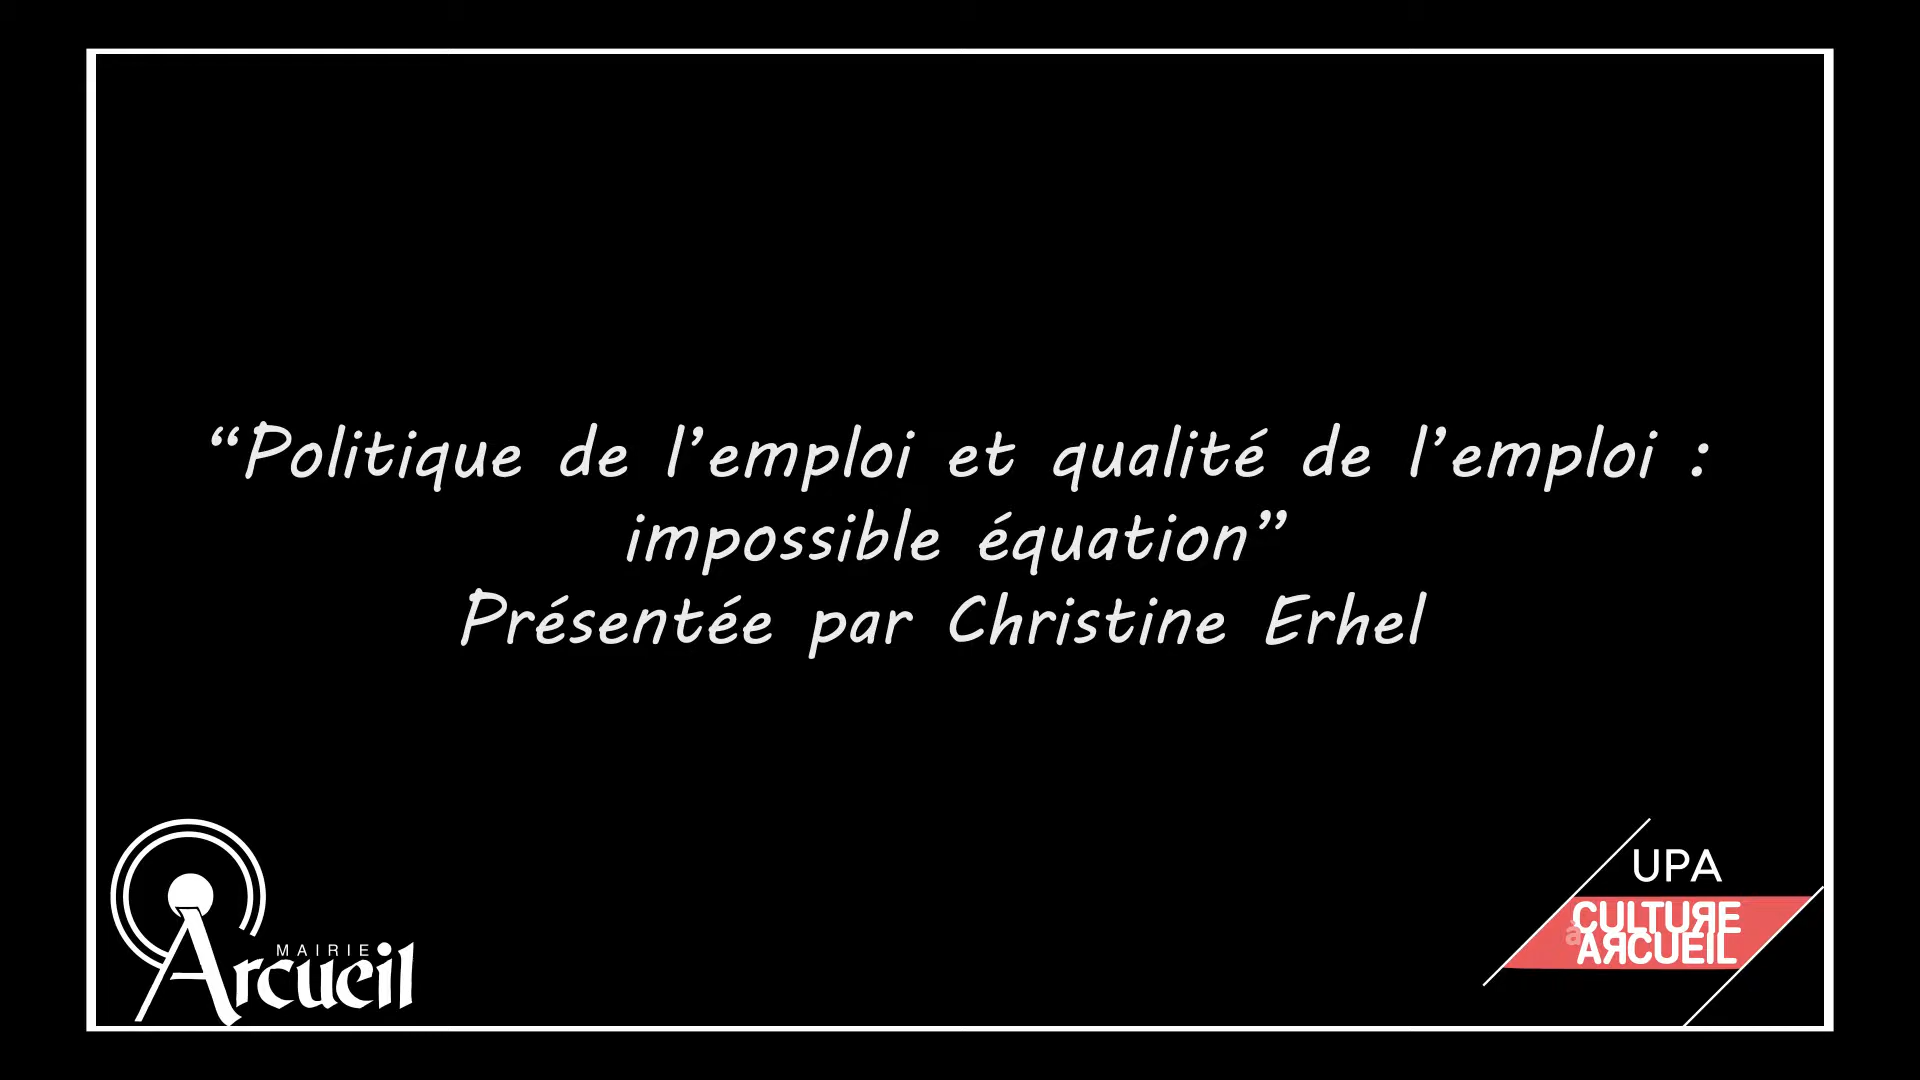 “Politique de l’emploi et qualité de l’emploi :
impossible équation”
Présentée par Christine Erhel
MAIRIE
Arcueil
UPA
CULTURE
à ARCUEIL